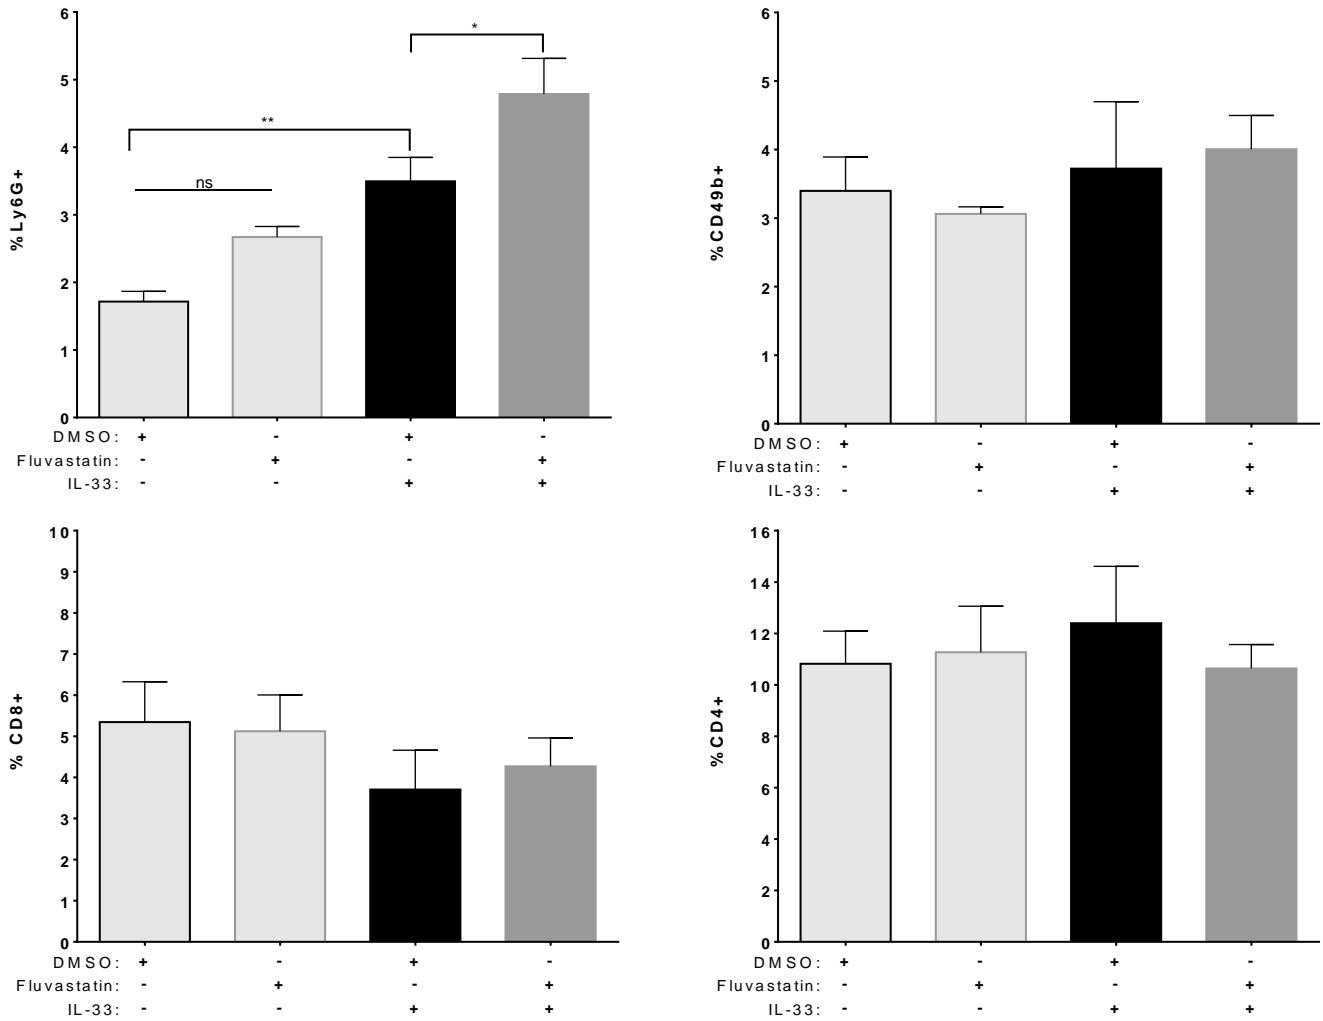 %Ly6G+
6
5
4
3
2
1
0
*
**
ns
DMSO: + - + -
Fluvastatin: - + - +
IL-33: - - + +
%CD49b+
6
5
4
3
2
1
0
DMSO: + - + -
Fluvastatin: - + - +
IL-33: - - + +
% CD8+
10
9
8
7
6
5
4
3
2
1
0
DMSO: + - + -
Fluvastatin: - + - +
IL-33: - - + +
%CD4+
16
14
12
10
8
6
4
2
0
DMSO: + - + -
Fluvastatin: - + - +
IL-33: - - + +